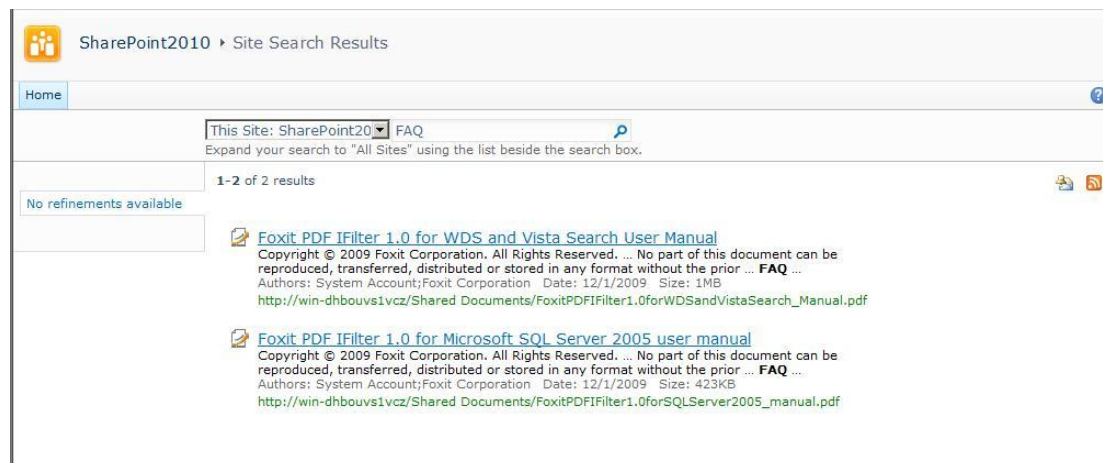 SharePoint2010 ▸ Site Search Results
Home
This Site: SharePoint20 FAQ
Expand your search to "All Sites" using the list beside the search box.
1-2 of 2 results
No refinements available
Foxit PDF IFilter 1.0 for WDS and Vista Search User Manual
Copyright © 2009 Foxit Corporation. All Rights Reserved. ... No part of this document can be
reproduced, transferred, distributed or stored in any format without the prior ... FAQ ...
Authors: System Account;Foxit Corporation Date: 12/1/2009 Size: 1MB
http://win-dhbouvs1vcz/Shared Documents/FoxitPDFIFilter1.0forWDSandVistaSearch_Manual.pdf
Foxit PDF IFilter 1.0 for Microsoft SQL Server 2005 user manual
Copyright © 2009 Foxit Corporation. All Rights Reserved. ... No part of this document can be
reproduced, transferred, distributed or stored in any format without the prior ... FAQ ...
Authors: System Account;Foxit Corporation Date: 12/1/2009 Size: 423KB
http://win-dhbouvs1vcz/Shared Documents/FoxitPDFIFilter1.0forSQLServer2005_manual.pdf